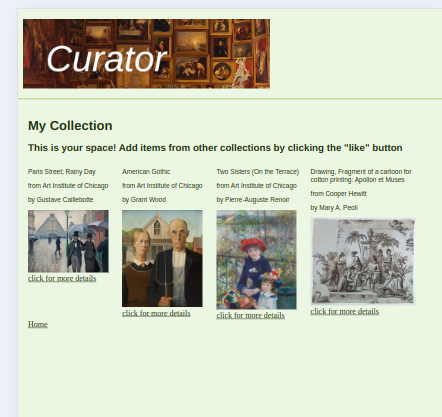 Curator
My Collection
This is your space! Add items from other collections by clicking the "like" button
Paris Street; Rainy Day
from Art Institute of Chicago
by Gustave Caillebotte
click for more details
American Gothic
from Art Institute of Chicago
by Grant Wood
click for more details
Two Sisters (On the Terrace)
from Art Institute of Chicago
by Pierre-Auguste Renoir
click for more details
Drawing, Fragment of a cartoon for
cotton printing: Apollon et Muses
from Cooper Hewitt
by Mary A. Peoli
click for more details
Home